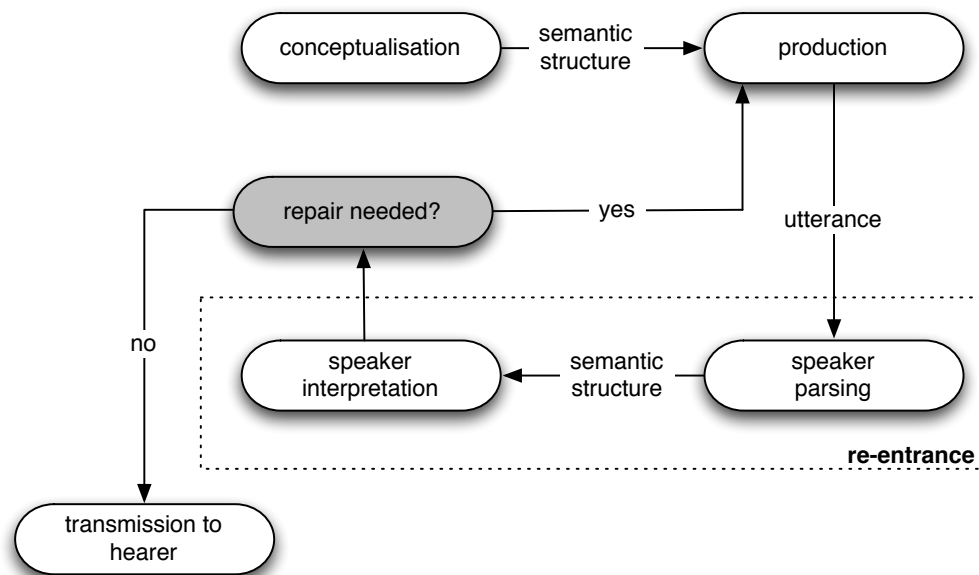 conceptualisation
semantic
structure
production
repair needed?
yes
utterance
no
speaker
interpretation
semantic
structure
speaker
parsing
re-entrance
transmission to
hearer